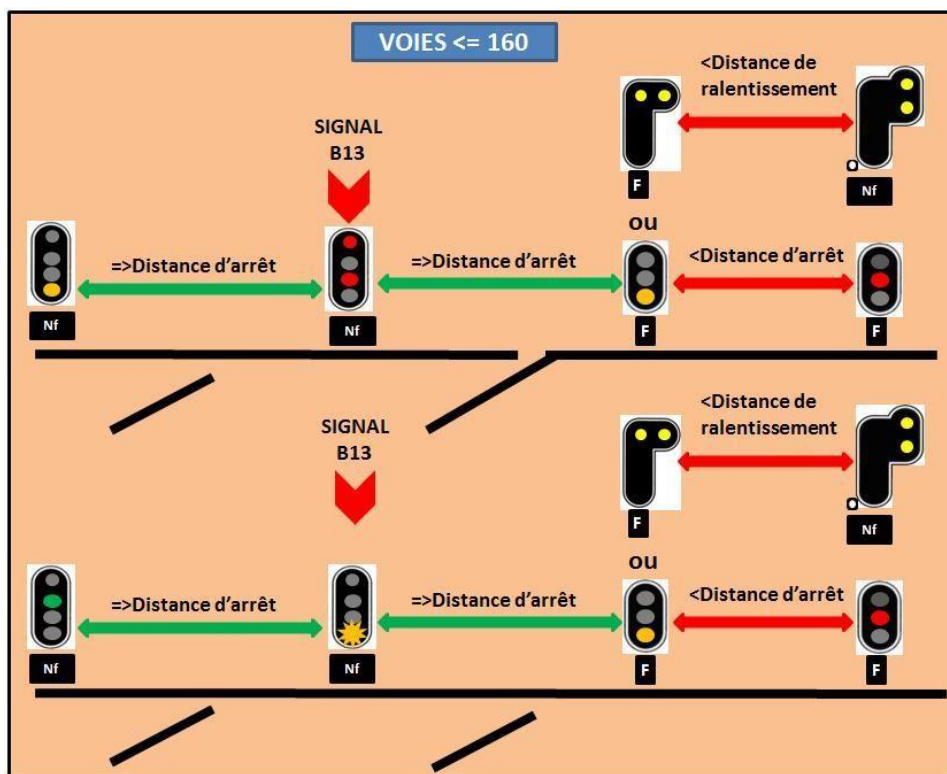 VOIES <= 160
<Distance de
ralentissement
SIGNAL
B13
F
Nf
ou
=>Distance d’arrêt
=>Distance d’arrêt
<Distance d’arrêt
Nf
Nf
F
F
<Distance de
ralentissement
SIGNAL
B13
F
Nf
ou
=>Distance d’arrêt
=>Distance d’arrêt
<Distance d’arrêt
Nf
Nf
F
F